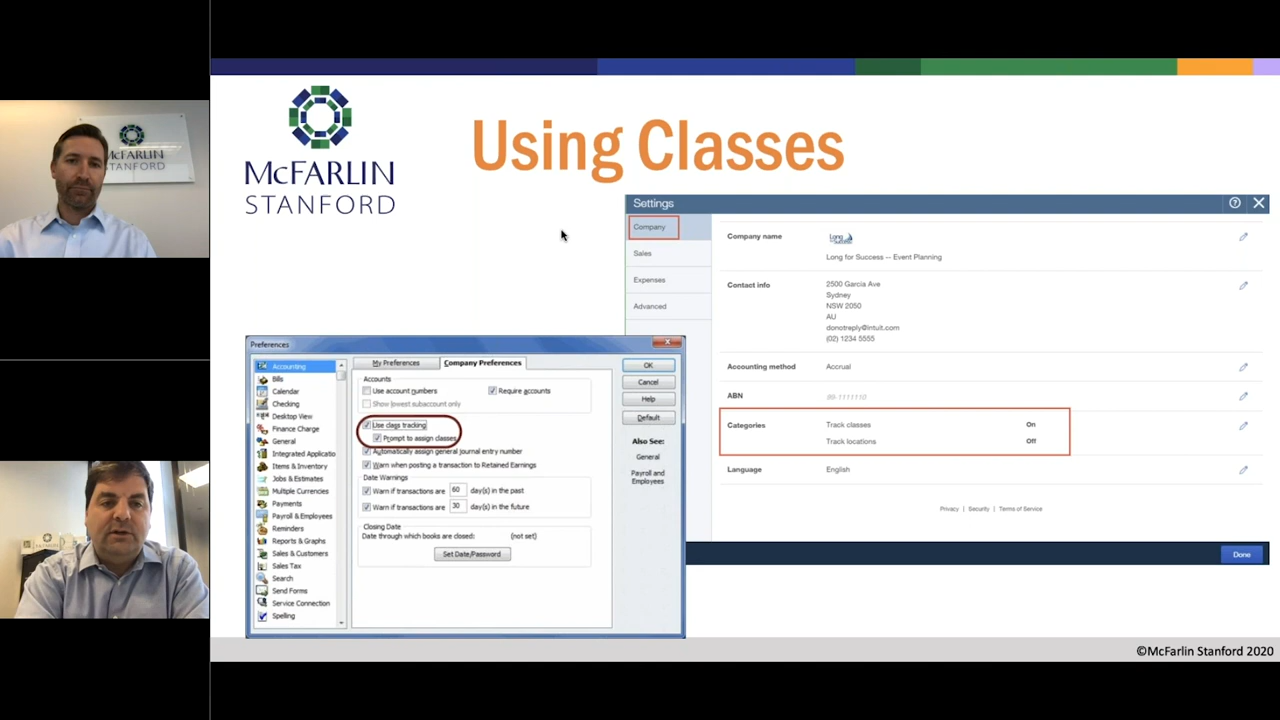 McFARLIN
STANFORD
McFARLIN
STANFORD
Using Classes
Settings
Company
Sales
Expenses
Advanced
Company name
Long
Success
Long for Success -- Event Planning
Contact info
2500 Garcia Ave
Sydney
NSW 2050
AU
donotreply@intuit.com
(02) 1234 5555
Accounting method
Accrual
ABN
99-1111110
Categories
Track classes
On
Track locations
Off
Language
English
Privacy | Security | Terms of Service
Done
Preferences
Accounting
Bills
Calendar
Checking
Desktop View
Finance Charge
General
Integrated Applicatio
Items & Inventory
Jobs & Estimates
Multiple Currencies
Payments
Payroll & Employees
Reminders
Reports & Graphs
Sales & Customers
Sales Tax
Search
Send Forms
Service Connection
Spelling
My Preferences
Company Preferences
Accounts
Use account numbers
Require accounts
Show lowest subaccount only
Use class tracking
Prompt to assign classes
Automatically assign general journal entry number
Warn when posting a transaction to Retained Earnings
Date Warnings
Warn if transactions are 60 day(s) in the past
Warn if transactions are 30 day(s) in the future
Closing Date
Date through which books are closed: (not set)
Set Date/Password
OK
Cancel
Help
Default
Also See:
General
Payroll and
Employees
©McFarlin Stanford 2020